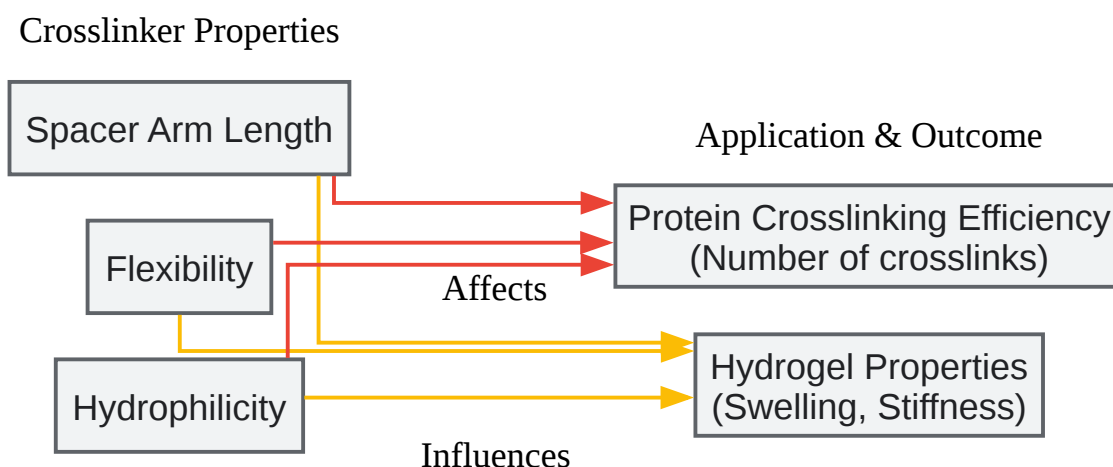 Crosslinker Properties
Spacer Arm Length
Application & Outcome
Protein Crosslinking Efficiency
(Number of crosslinks)
Flexibility
Affects
Hydrogel Properties
(Swelling, Stiffness)
Hydrophilicity
Influences